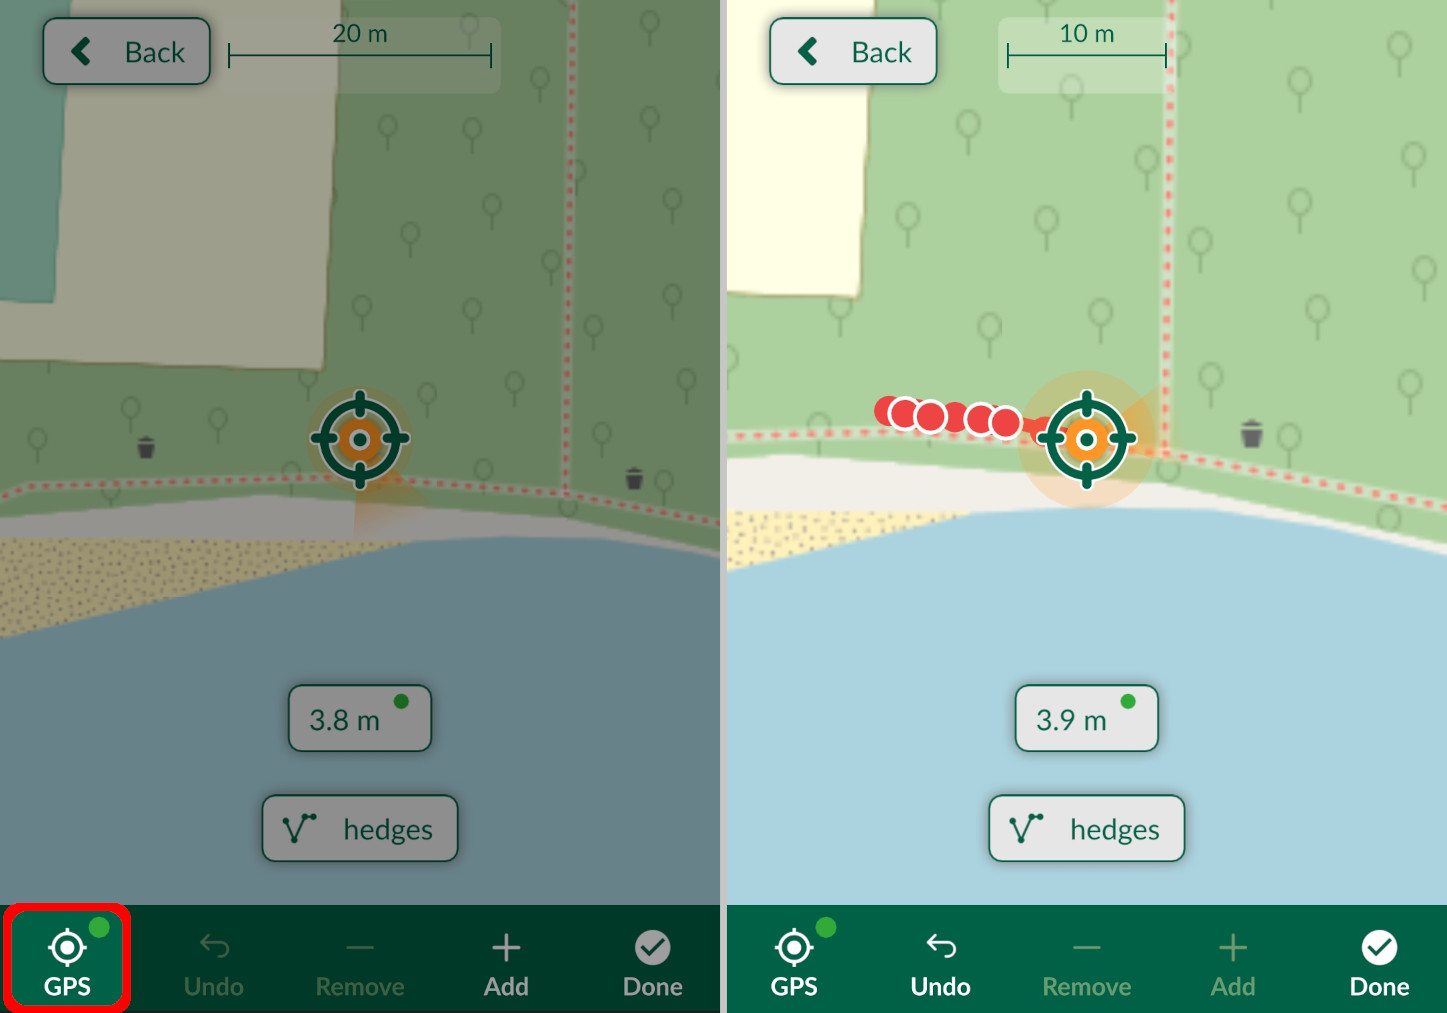 Back
20 m
3.8 m
hedges
GPS
Undo
Remove
Add
Done
Back
10 m
3.9 m
hedges
GPS
Undo
Remove
Add
Done